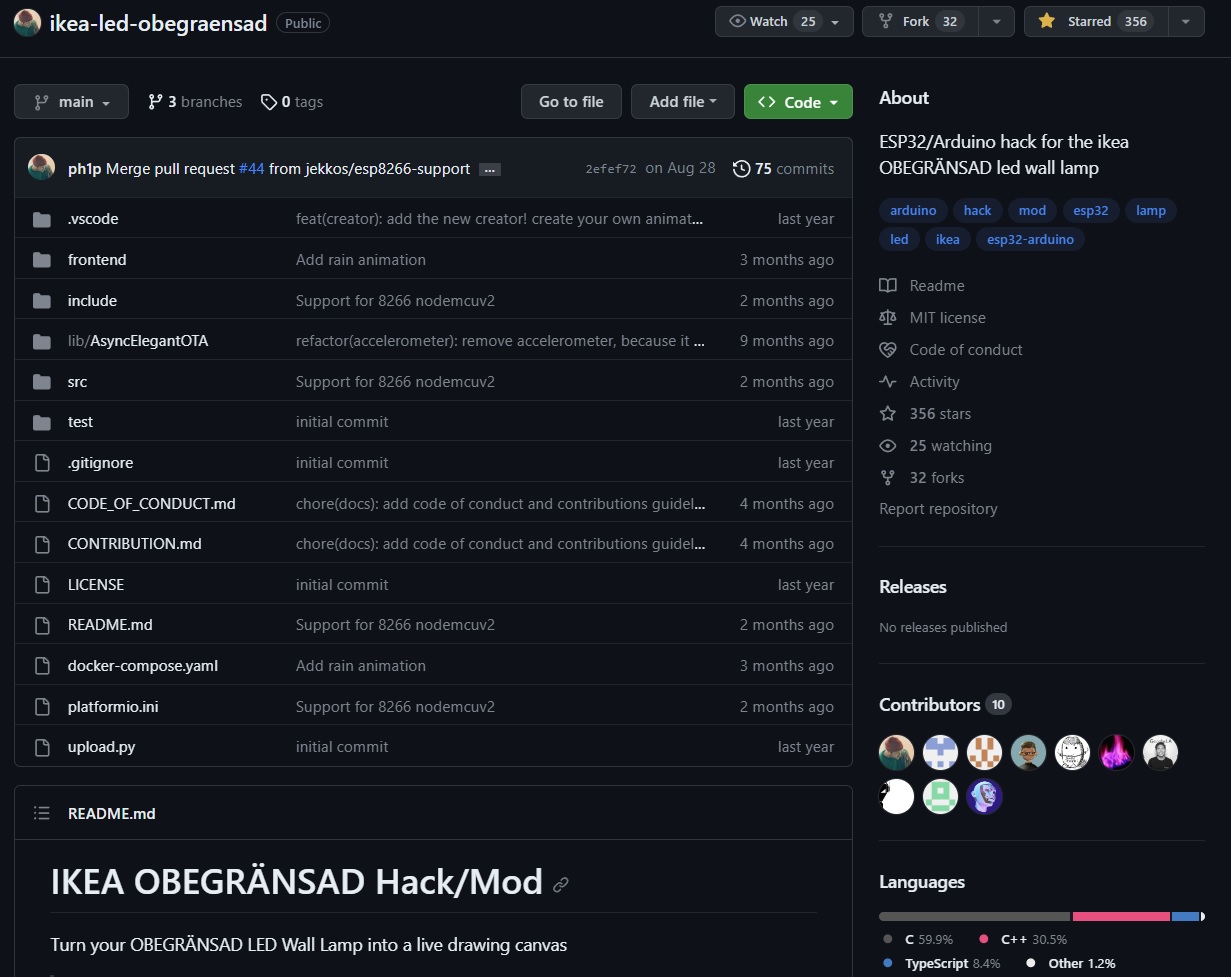 ikea-led-obegraensad Public Watch 25 Fork 32 Starred 356
main 3 branches 0 tags Go to file Add file Code
ph1p Merge pull request #44 from jekkos/esp8266-support ... 2efef72 on Aug 28 75 commits
.vscode feat(creator): add the new creator! create your own animat... last year
frontend Add rain animation 3 months ago
include Support for 8266 nodemcuv2 2 months ago
lib/AsyncElegantOTA refactor(accelerometer): remove accelerometer, because it ... 9 months ago
src Support for 8266 nodemcuv2 2 months ago
test initial commit last year
.gitignore initial commit last year
CODE_OF_CONDUCT.md chore(docs): add code of conduct and contributions guidel... 4 months ago
CONTRIBUTION.md chore(docs): add code of conduct and contributions guidel... 4 months ago
LICENSE initial commit last year
README.md Support for 8266 nodemcuv2 2 months ago
docker-compose.yaml Add rain animation 3 months ago
platformio.ini Support for 8266 nodemcuv2 2 months ago
upload.py initial commit last year
README.md
IKEA OBEGRÄNSAD Hack/Mod
Turn your OBEGRÄNSAD LED Wall Lamp into a live drawing canvas
About
ESP32/Arduino hack for the ikea
OBEGRÄNSAD led wall lamp
arduino hack mod esp32 lamp
led ikea esp32-arduino
Readme
MIT license
Code of conduct
Activity
356 stars
25 watching
32 forks
Report repository
Releases
No releases published
Contributors 10
Languages
C 59.9% C++ 30.5%
TypeScript 8.4% Other 1.2%